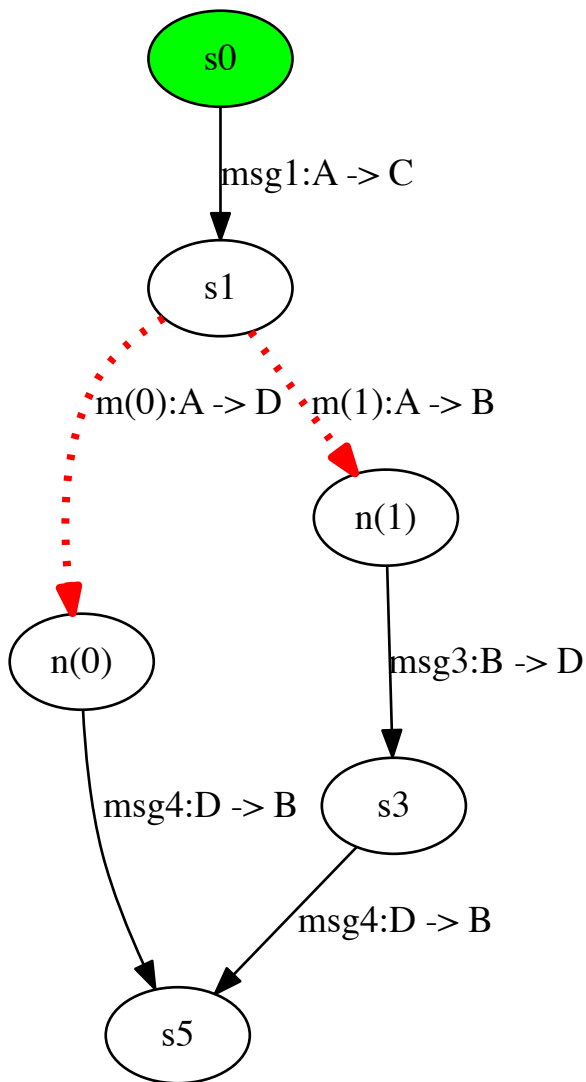 s0
msg1:A -> C
s1
m(0):A -> D
m(1):A -> B
n(1)
n(0)
msg3:B -> D
msg4:D -> B
s3
msg4:D -> B
s5